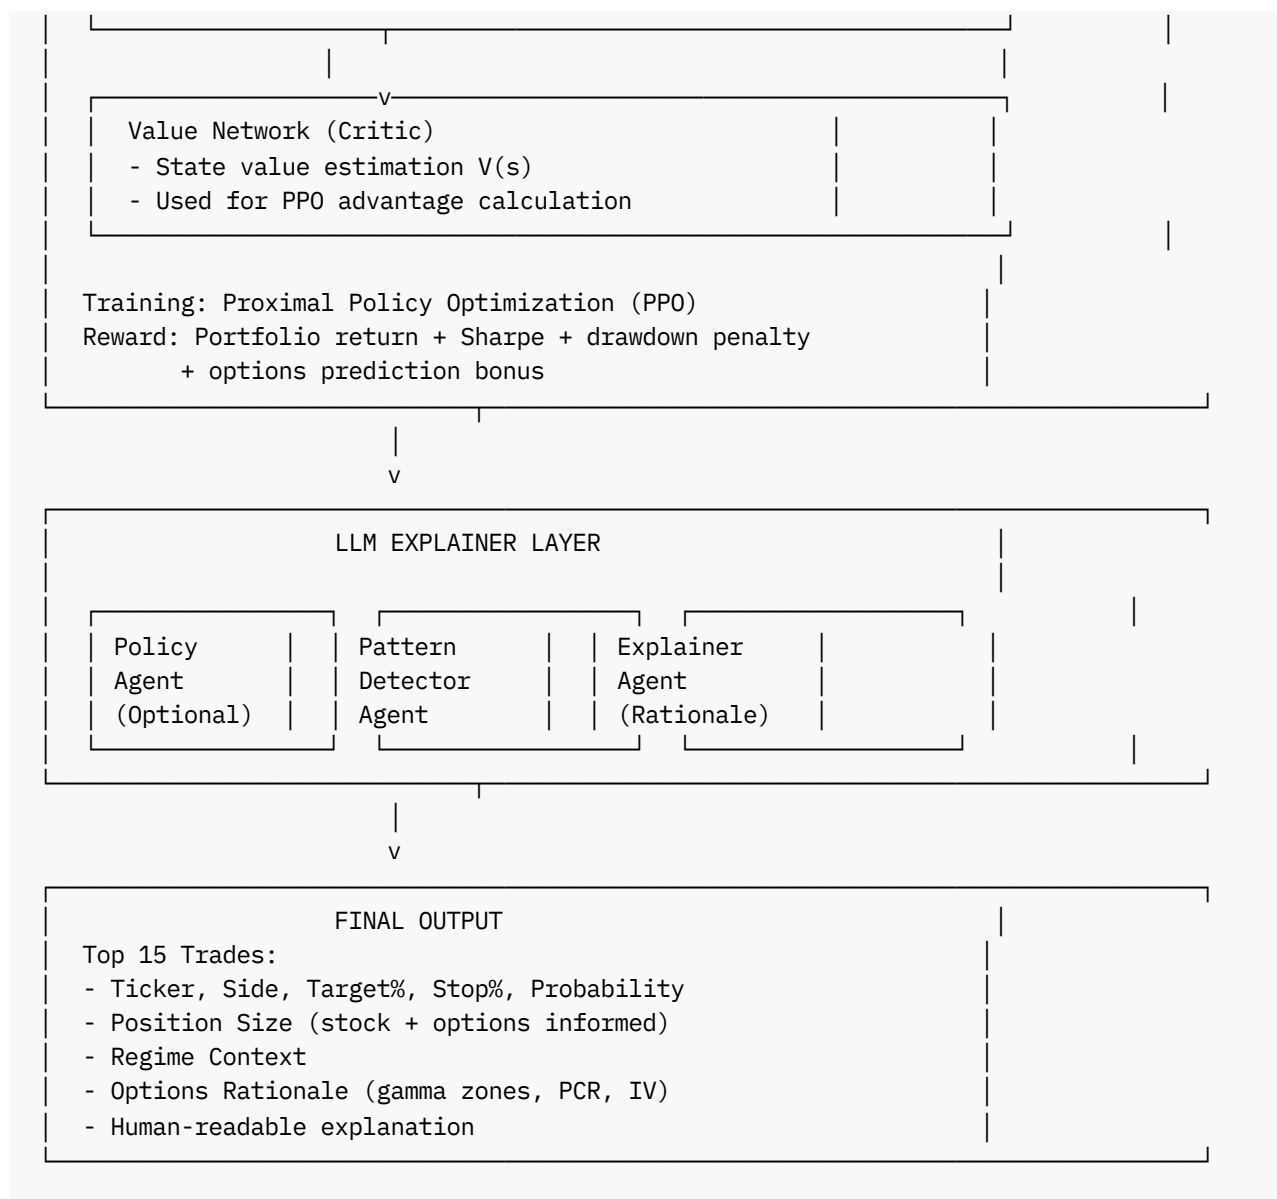 v
Value Network (Critic)
- State value estimation V(s)
- Used for PPO advantage calculation
Training: Proximal Policy Optimization (PPO)
Reward: Portfolio return + Sharpe + drawdown penalty
+ options prediction bonus
v
LLM EXPLAINER LAYER
Policy Pattern Explainer
Agent Detector Agent
(Optional) Agent (Rationale)
v
FINAL OUTPUT
Top 15 Trades:
- Ticker, Side, Target%, Stop%, Probability
- Position Size (stock + options informed)
- Regime Context
- Options Rationale (gamma zones, PCR, IV)
- Human-readable explanation